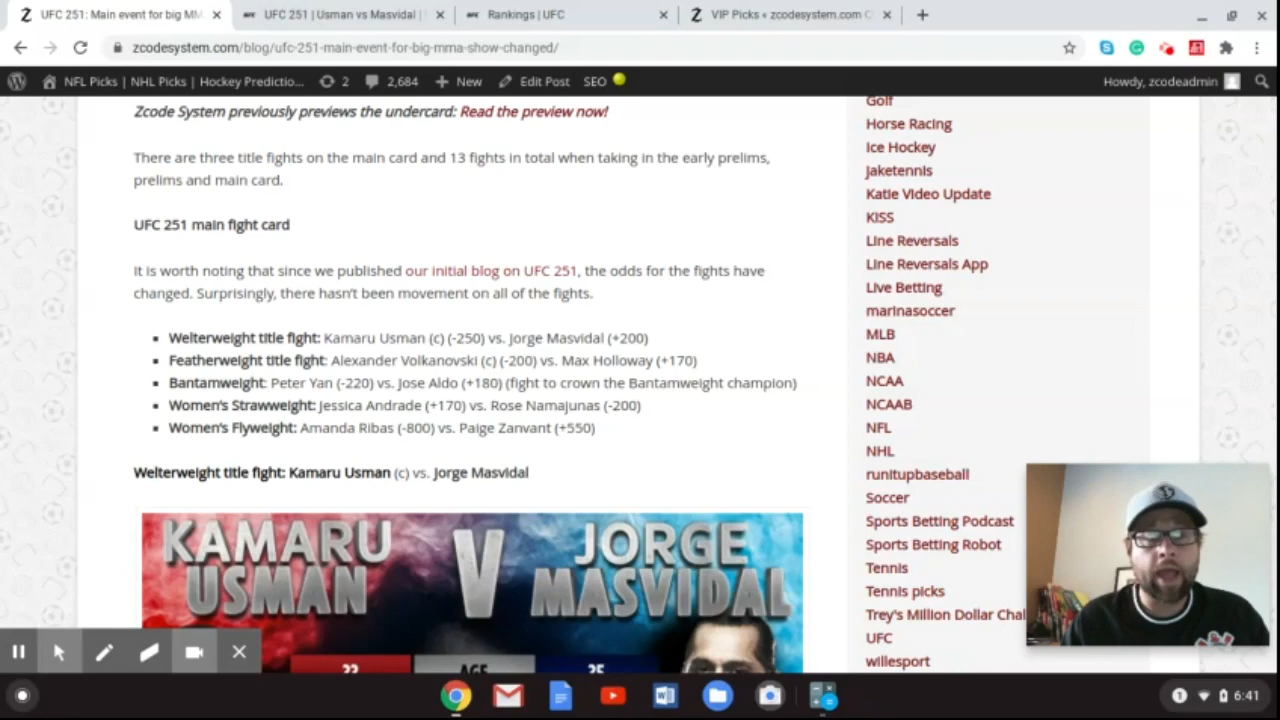 UFC 251: Main event for big MM
UFC 251 | Usman vs Masvidal |
Rankings | UFC
VIP Picks « zcodesystem.com C
zcodesystem.com/blog/ufc-251-main-event-for-big-mma-show-changed/
NFL Picks | NHL Picks | Hockey Predictio... 2 2,684 New Edit Post SEO Howdy, zcodeadmin
Zcode System previously previews the undercard: Read the preview now!
There are three title fights on the main card and 13 fights in total when taking in the early prelims,
prelims and main card.
UFC 251 main fight card
It is worth noting that since we published our initial blog on UFC 251, the odds for the fights have
changed. Surprisingly, there hasn't been movement on all of the fights.
Welterweight title fight: Kamaru Usman (c) (-250) vs. Jorge Masvidal (+200)
Featherweight title fight: Alexander Volkanovski (c) (-200) vs. Max Holloway (+170)
Bantamweight: Peter Yan (-220) vs. Jose Aldo (+180) (fight to crown the Bantamweight champion)
Women's Strawweight: Jessica Andrade (+170) vs. Rose Namajunas (-200)
Women's Flyweight: Amanda Ribas (-800) vs. Paige Zanvant (+550)
Welterweight title fight: Kamaru Usman (c) vs. Jorge Masvidal
KAMARU
USMAN
V
JORGE
MASVIDAL
AGE
Golf
Horse Racing
Ice Hockey
Jaketennis
Katie Video Update
KISS
Line Reversals
Line Reversals App
Live Betting
marinasoccer
MLB
NBA
NCAA
NCAAB
NFL
NHL
runitupbaseball
Soccer
Sports Betting Podcast
Sports Betting Robot
Tennis
Tennis picks
Trey's Million Dollar Chal
UFC
willesport
1 6:41